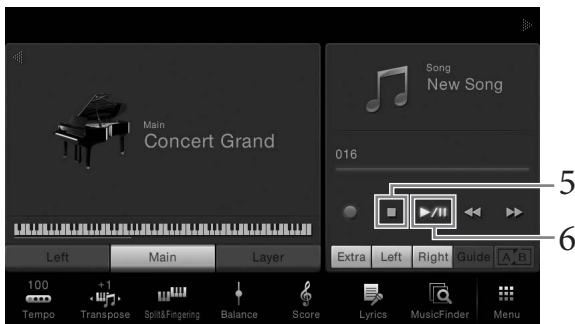 Song
New Song
Main
Concert Grand
016
5
6
Left
Main
Layer
Extra
Left
Right
Guide
A B
100
+1
Tempo
Transpose
Split&Fingering
Balance
Score
Lyrics
MusicFinder
Menu